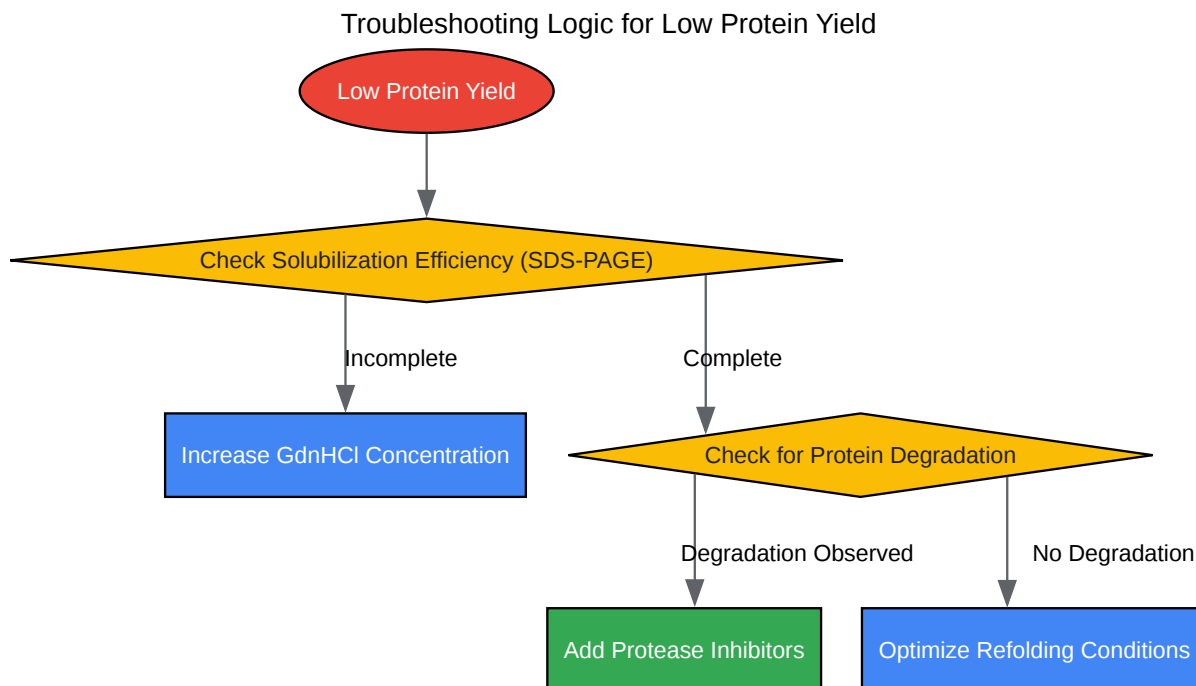 Troubleshooting Logic for Low Protein Yield
Low Protein Yield
Check Solubilization Efficiency (SDS-PAGE)
Incomplete
Complete
Increase GdnHCl Concentration
Check for Protein Degradation
Degradation Observed
No Degradation
Add Protease Inhibitors
Optimize Refolding Conditions